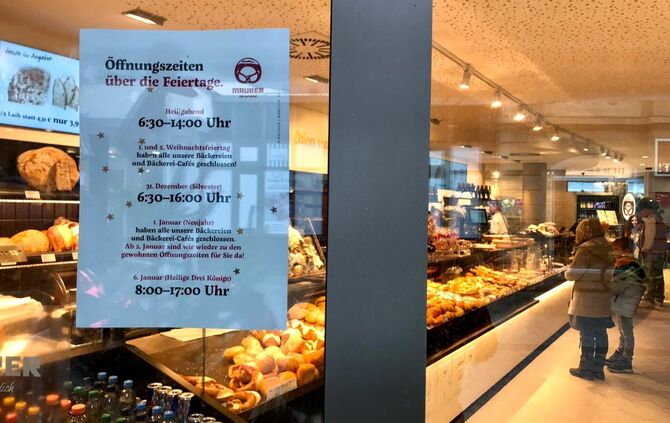 Heute im Angebot:
Öffnungszeiten
über die Feiertage.
MAURER
Heiligabend
6:30–14:00 Uhr
1. und 2. Weihnachtsfeiertag
haben alle unsere Bäckereien
und Bäckerei-Cafés geschlossen!
31. Dezember (Silvester)
6:30–16:00 Uhr
1. Januar (Neujahr)
haben alle unsere Bäckereien
und Bäckerei-Cafés geschlossen.
Ab 2. Januar sind wir wieder zu den
gewohnten Öffnungszeiten für Sie da!
6. Januar (Heilige Drei Könige)
8:00–17:00 Uhr